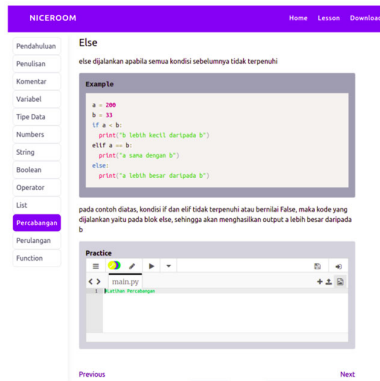 NICEROOM
Home Lesson Download
Pendahuluan
Penulisan
Komentar
Variabel
Tipe Data
Numbers
String
Boolean
Operator
List
Percabangan
Perulangan
Function
Else
else dijalankan apabila semua kondisi sebelumnya tidak terpenuhi
Example
a = 200
b = 33
if a < b:
print("b lebih kecil daripada b")
elif a == b:
print("a sama dengan b")
else:
print("a lebih besar daripada b")
pada contoh diatas, kondisi if dan elif tidak terpenuhi atau bernilai False, maka kode yang
dijalankan yaitu pada blok else, sehingga akan menghasilkan output a lebih besar daripada
b
Practice
main.py
1 #Latihan Percabangan
Previous
Next